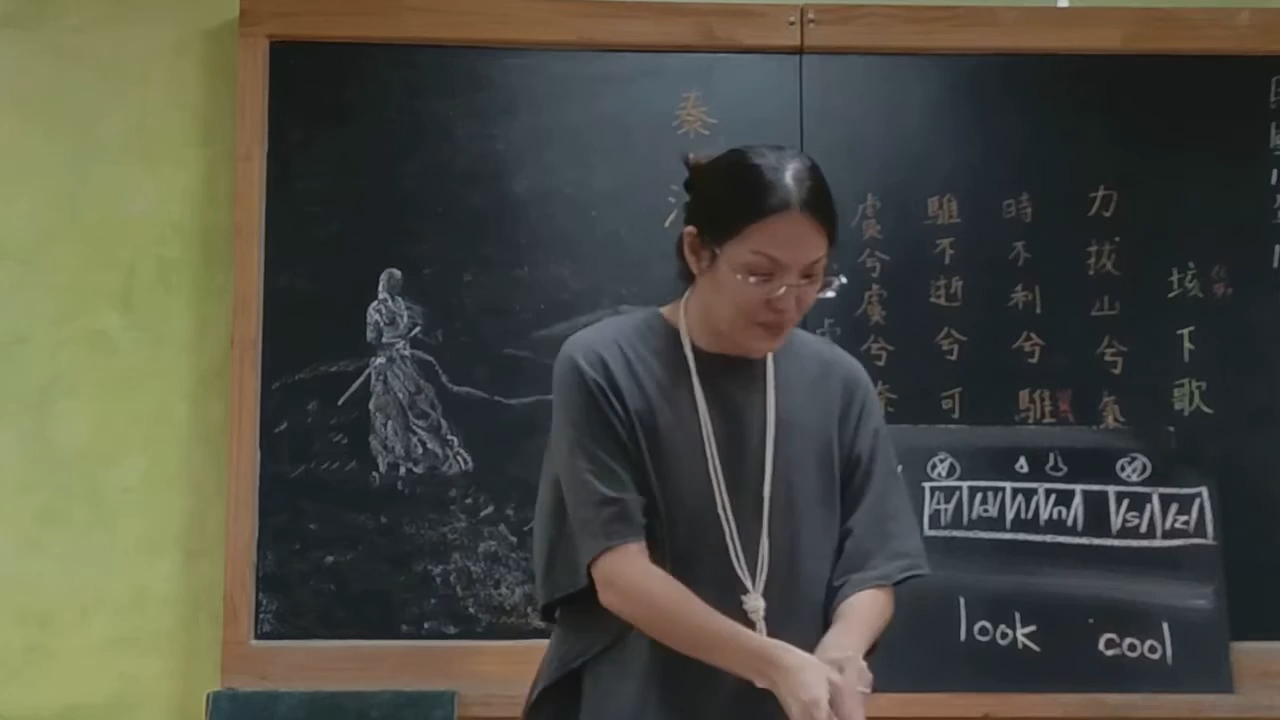 垓下歌
力拔山兮氣
時不利兮騅
騅不逝兮可
虞兮虞兮奈
秦
/t/ /d/ /l/ /n/ /s/ /z/
look cool